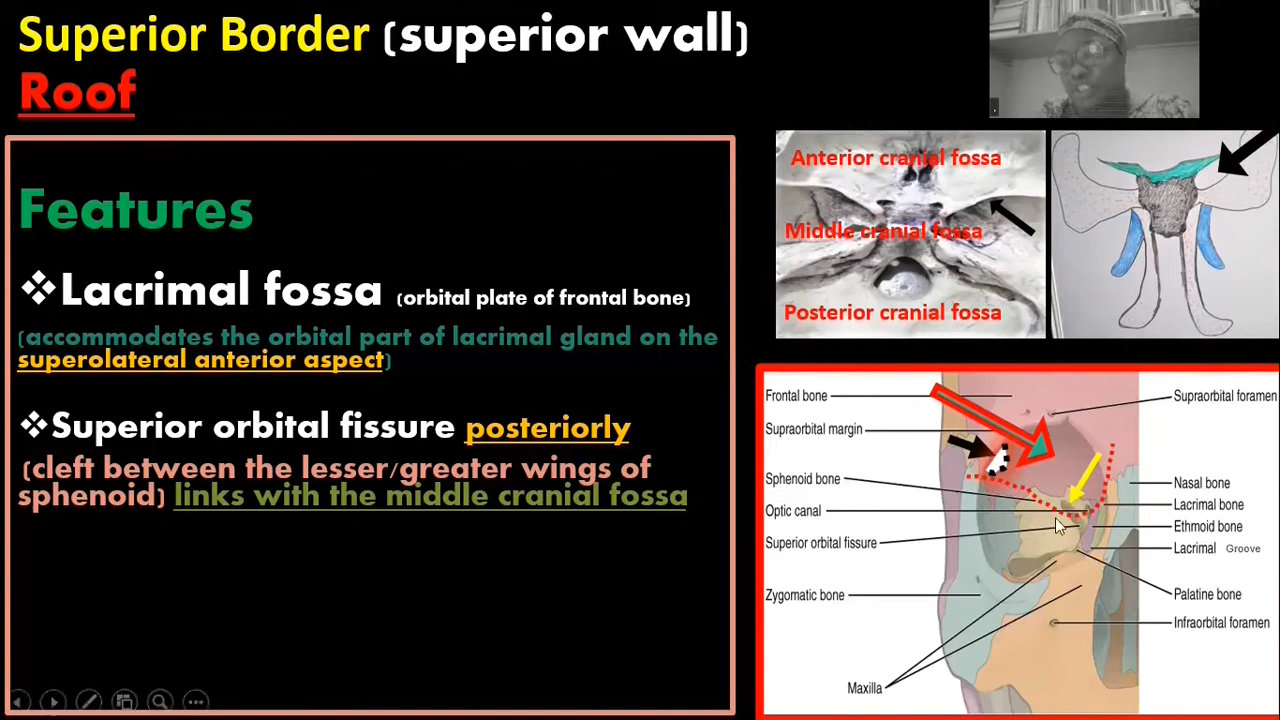 Superior Border (superior wall)
Roof
Features
❖Lacrimal fossa (orbital plate of frontal bone)
(accommodates the orbital part of lacrimal gland on the
superolateral anterior aspect)
❖Superior orbital fissure posteriorly
(cleft between the lesser/greater wings of
sphenoid) links with the middle cranial fossa
Anterior cranial fossa
Middle cranial fossa
Posterior cranial fossa
Frontal bone
Supraorbital margin
Sphenoid bone
Optic canal
Superior orbital fissure
Zygomatic bone
Maxilla
Supraorbital foramen
Nasal bone
Lacrimal bone
Ethmoid bone
Lacrimal Groove
Palatine bone
Infraorbital foramen